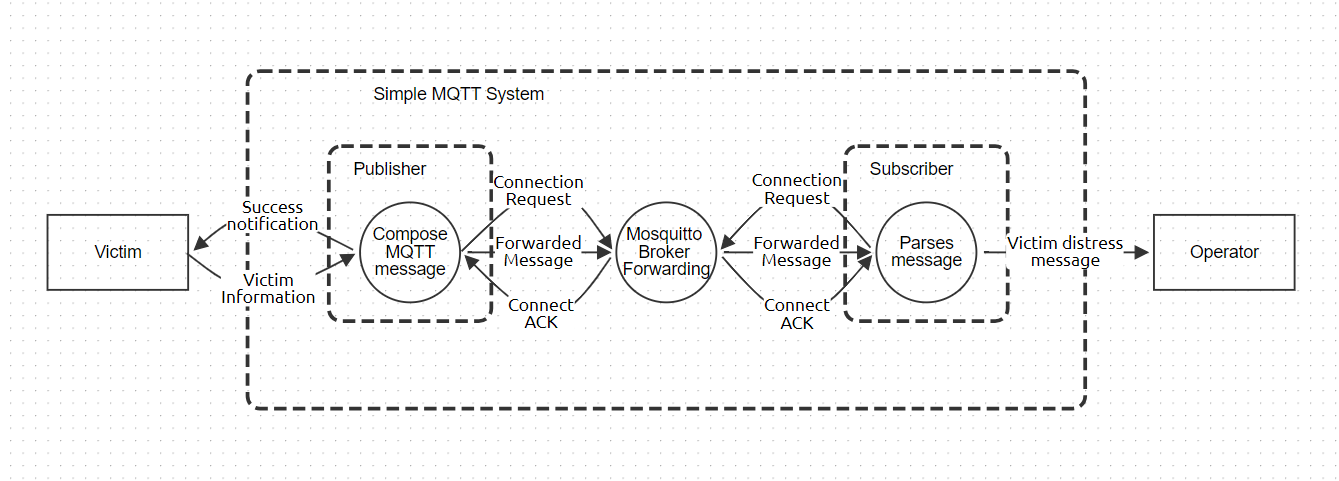 Simple MQTT System
Publisher
Subscriber
Victim
Success
notification
Victim
Information
Compose
MQTT
message
Connection
Request
Forwarded
Message
Connect
ACK
Mosquitto
Broker
Forwarding
Connection
Request
Forwarded
Message
Connect
ACK
Parses
message
Victim distress
message
Operator